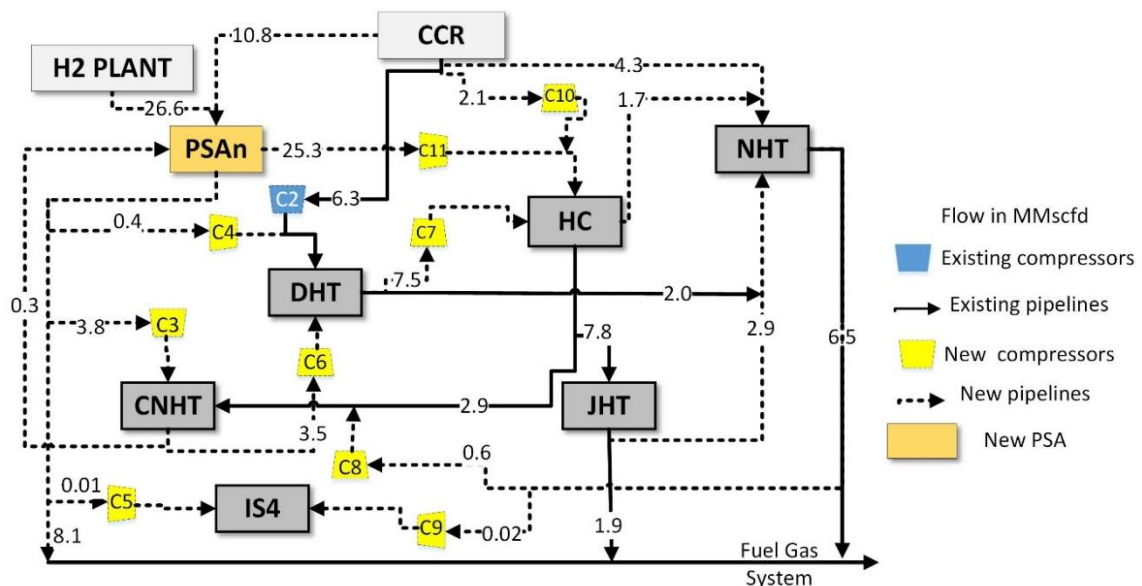 10.8
CCR
H2 PLANT
4.3
2.1
C10
1.7
26.6
PSAn
25.3
C11
NHT
C2
6.3
0.4
C4
C7
HC
Flow in MMscfd
Existing compressors
DHT
7.5
2.0
0.3
3.8
C3
C6
7.8
2.9
6.5
Existing pipelines
New compressors
CNHT
2.9
JHT
New pipelines
3.5
C8
0.6
New PSA
0.01
C5
IS4
C9
0.02
1.9
8.1
Fuel Gas
System